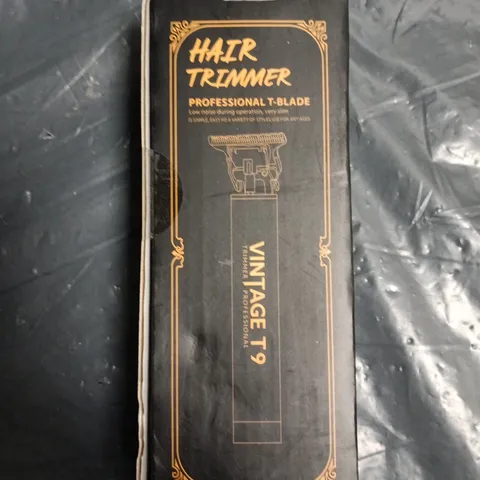 HAIR
TRIMMER
PROFESSIONAL T-BLADE
Low noise during operation, very slim
VINTAGE T9
TRIMMER PROFESSIONAL